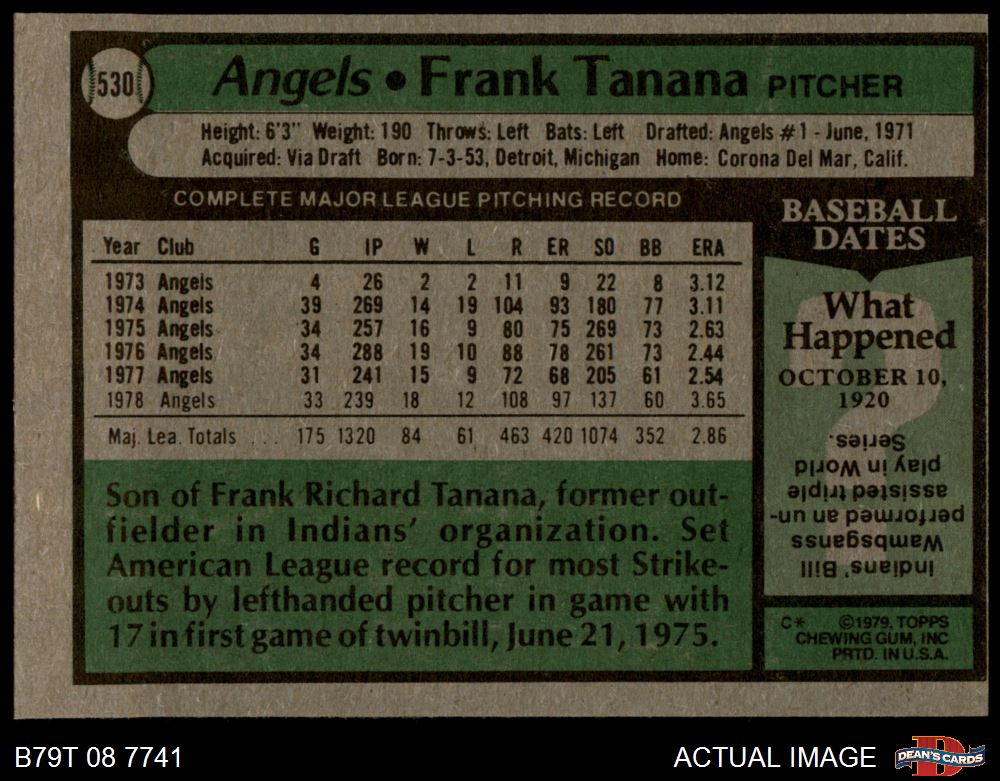 530
Angels • Frank Tanana PITCHER
Height: 6'3" Weight: 190 Throws: Left Bats: Left Drafted: Angels #1 - June, 1971
Acquired: Via Draft Born: 7-3-53, Detroit, Michigan Home: Corona Del Mar, Calif.
COMPLETE MAJOR LEAGUE PITCHING RECORD
Year Club G IP W L R ER SO BB ERA
1973 Angels 4 26 2 2 11 9 22 8 3.12
1974 Angels 39 269 14 19 104 93 180 77 3.11
1975 Angels 34 257 16 9 80 75 269 73 2.63
1976 Angels 34 288 19 10 88 78 261 73 2.44
1977 Angels 31 241 15 9 72 68 205 61 2.54
1978 Angels 33 239 18 12 108 97 137 60 3.65
Maj. Lea. Totals ... 175 1320 84 61 463 420 1074 352 2.86
Son of Frank Richard Tanana, former out-
fielder in Indians' organization. Set
American League record for most Strike-
outs by lefthanded pitcher in game with
17 in first game of twinbill, June 21, 1975.
BASEBALL
DATES
What
Happened
OCTOBER 10,
1920
Indians' Bill
Wambsganss
performed an un-
assisted triple
play in World
Series.
C* ©1979, TOPPS
CHEWING GUM, INC
PRTD. IN U.S.A.
B79T 08 7741
ACTUAL IMAGE
D
DEAN'S CARDS